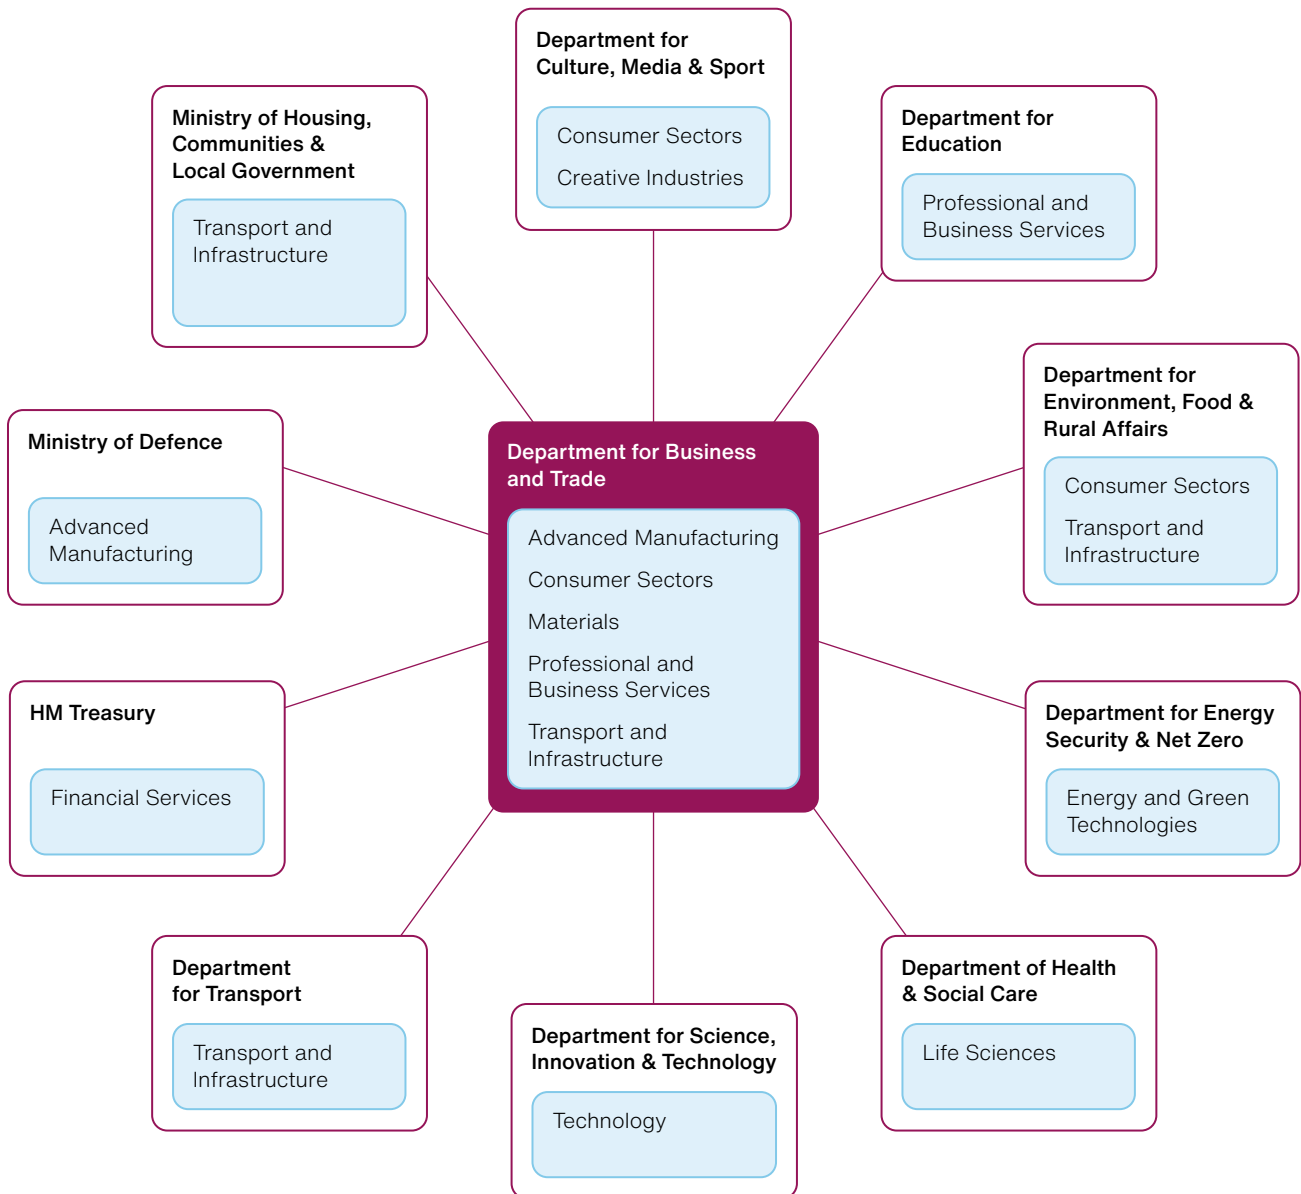 Department for
Culture, Media & Sport
Consumer Sectors
Creative Industries
Ministry of Housing,
Communities &
Local Government
Transport and
Infrastructure
Department for
Education
Professional and
Business Services
Department for
Environment, Food &
Rural Affairs
Consumer Sectors
Transport and
Infrastructure
Ministry of Defence
Advanced
Manufacturing
Department for Business
and Trade
Advanced Manufacturing
Consumer Sectors
Materials
Professional and
Business Services
Transport and
Infrastructure
HM Treasury
Financial Services
Department for Energy
Security & Net Zero
Energy and Green
Technologies
Department
for Transport
Transport and
Infrastructure
Department for Science,
Innovation & Technology
Technology
Department of Health
& Social Care
Life Sciences